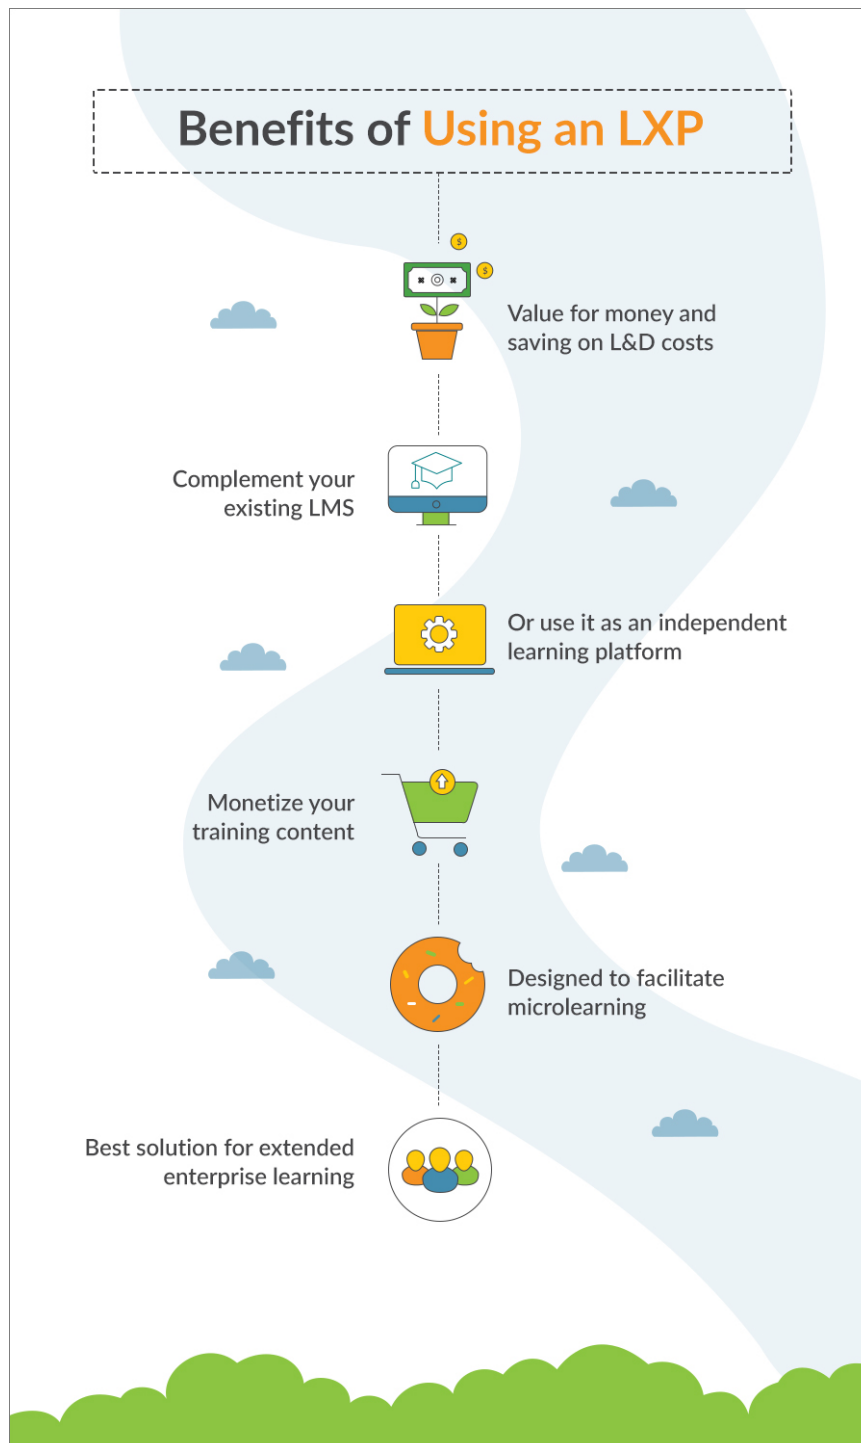 Benefits of Using an LXP
$
$
Value for money and
saving on L&D costs
Complement your
existing LMS
Or use it as an independent
learning platform
Monetize your
training content
Designed to facilitate
microlearning
Best solution for extended
enterprise learning